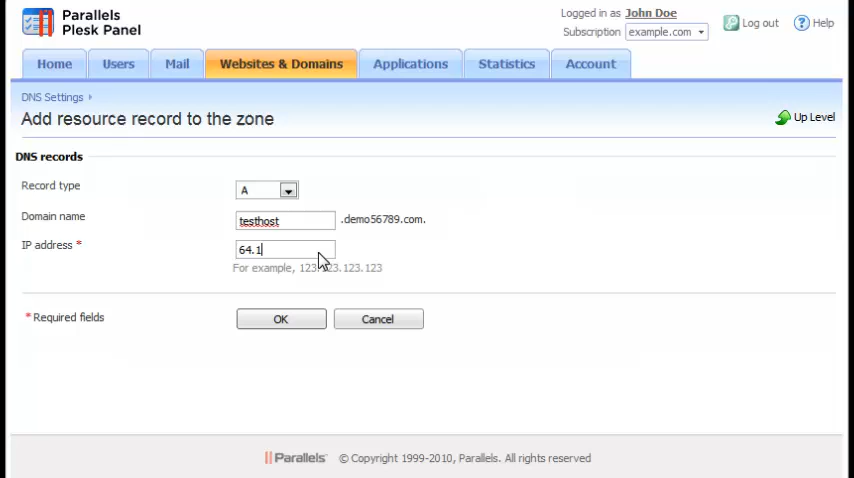 Parallels
Plesk Panel
Logged in as John Doe
Subscription example.com
Log out
Help
Home
Users
Mail
Websites & Domains
Applications
Statistics
Account
DNS Settings
Add resource record to the zone
Up Level
DNS records
Record type
A
Domain name
testhost .demo56789.com.
IP address *
64.1
For example, 123.123.123.123
* Required fields
OK
Cancel
Parallels © Copyright 1999-2010, Parallels. All rights reserved